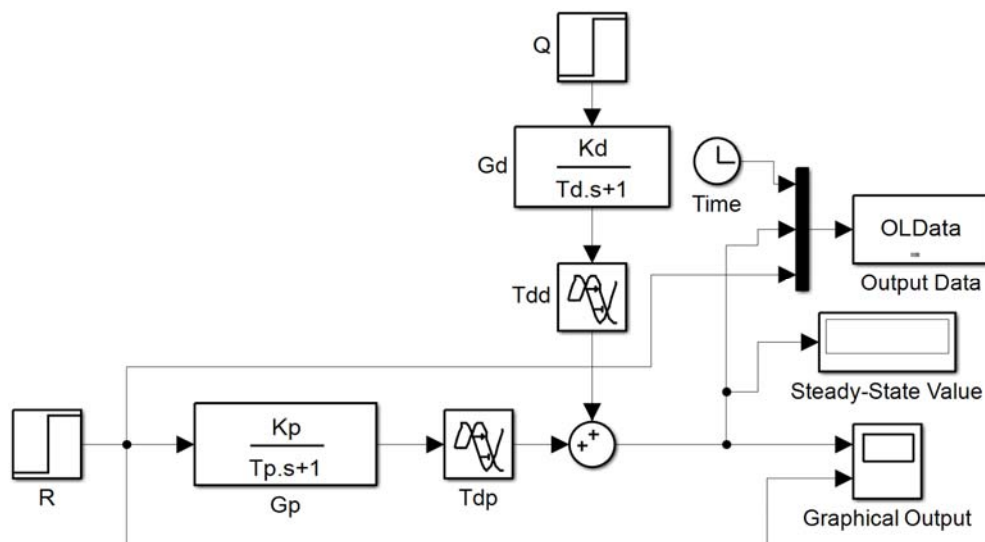 Q
Gd
Kd
Td.s+1
Time
OLData
Output Data
Tdd
Steady-State Value
R
Kp
Tp.s+1
Gp
Tdp
+
+
Graphical Output